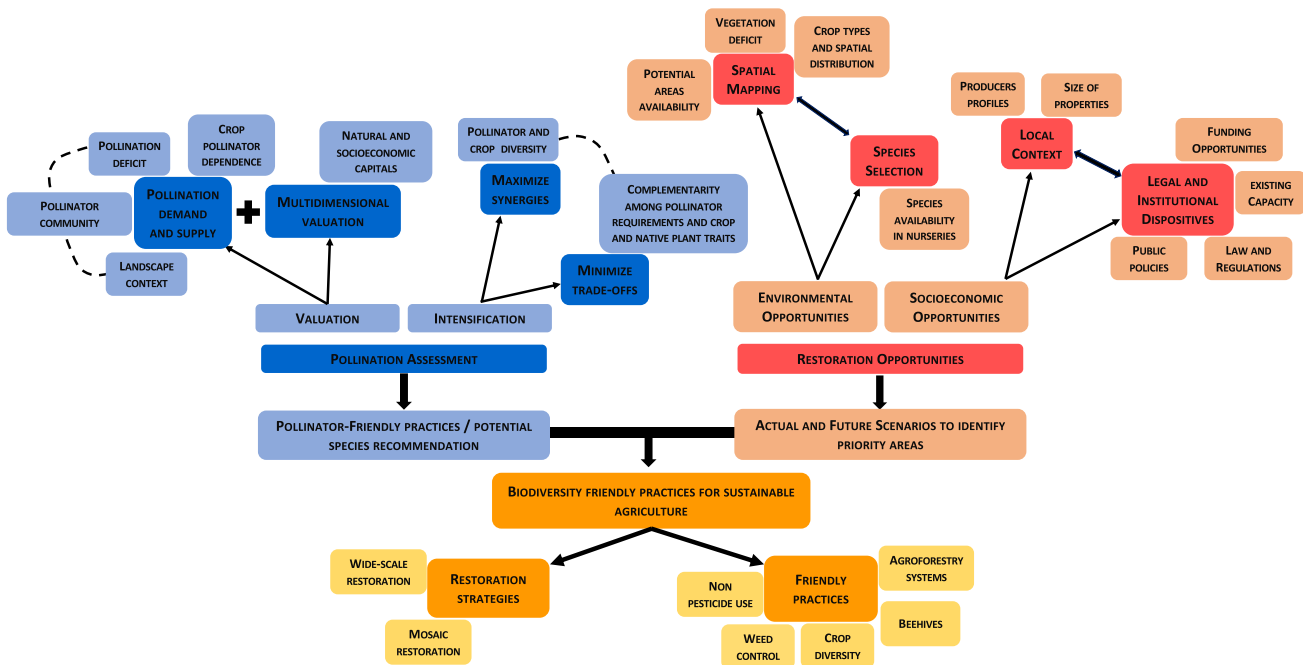 Vegetation
deficit
Crop types
and spatial
distribution
Potential
areas
availability
Spatial
Mapping
Species
Selection
Species
availability
in nurseries
Producers
profiles
Size of
properties
Local
Context
Funding
Opportunities
Legal and
Institutional
Dispositives
existing
Capacity
Public
policies
Law and
Regulations
Pollination
deficit
Crop
pollinator
dependence
Natural and
socioeconomic
capitals
Pollinator
community
Pollination
demand
and supply
Multidimensional
valuation
Landscape
context
Pollinator and
crop diversity
Maximize
synergies
Complementarity
among pollinator
requirements and crop
and native plant traits
Minimize
trade-offs
Valuation
Intensification
Environmental
Opportunities
Socioeconomic
Opportunities
Pollination Assessment
Restoration Opportunities
Pollinator-Friendly practices / potential
species recommendation
Actual and Future Scenarios to identify
priority areas
Biodiversity friendly practices for sustainable
agriculture
Wide-scale
restoration
Restoration
strategies
Mosaic
restoration
Non
pesticide use
Friendly
practices
Agroforestry
systems
Beehives
Weed
control
Crop
diversity